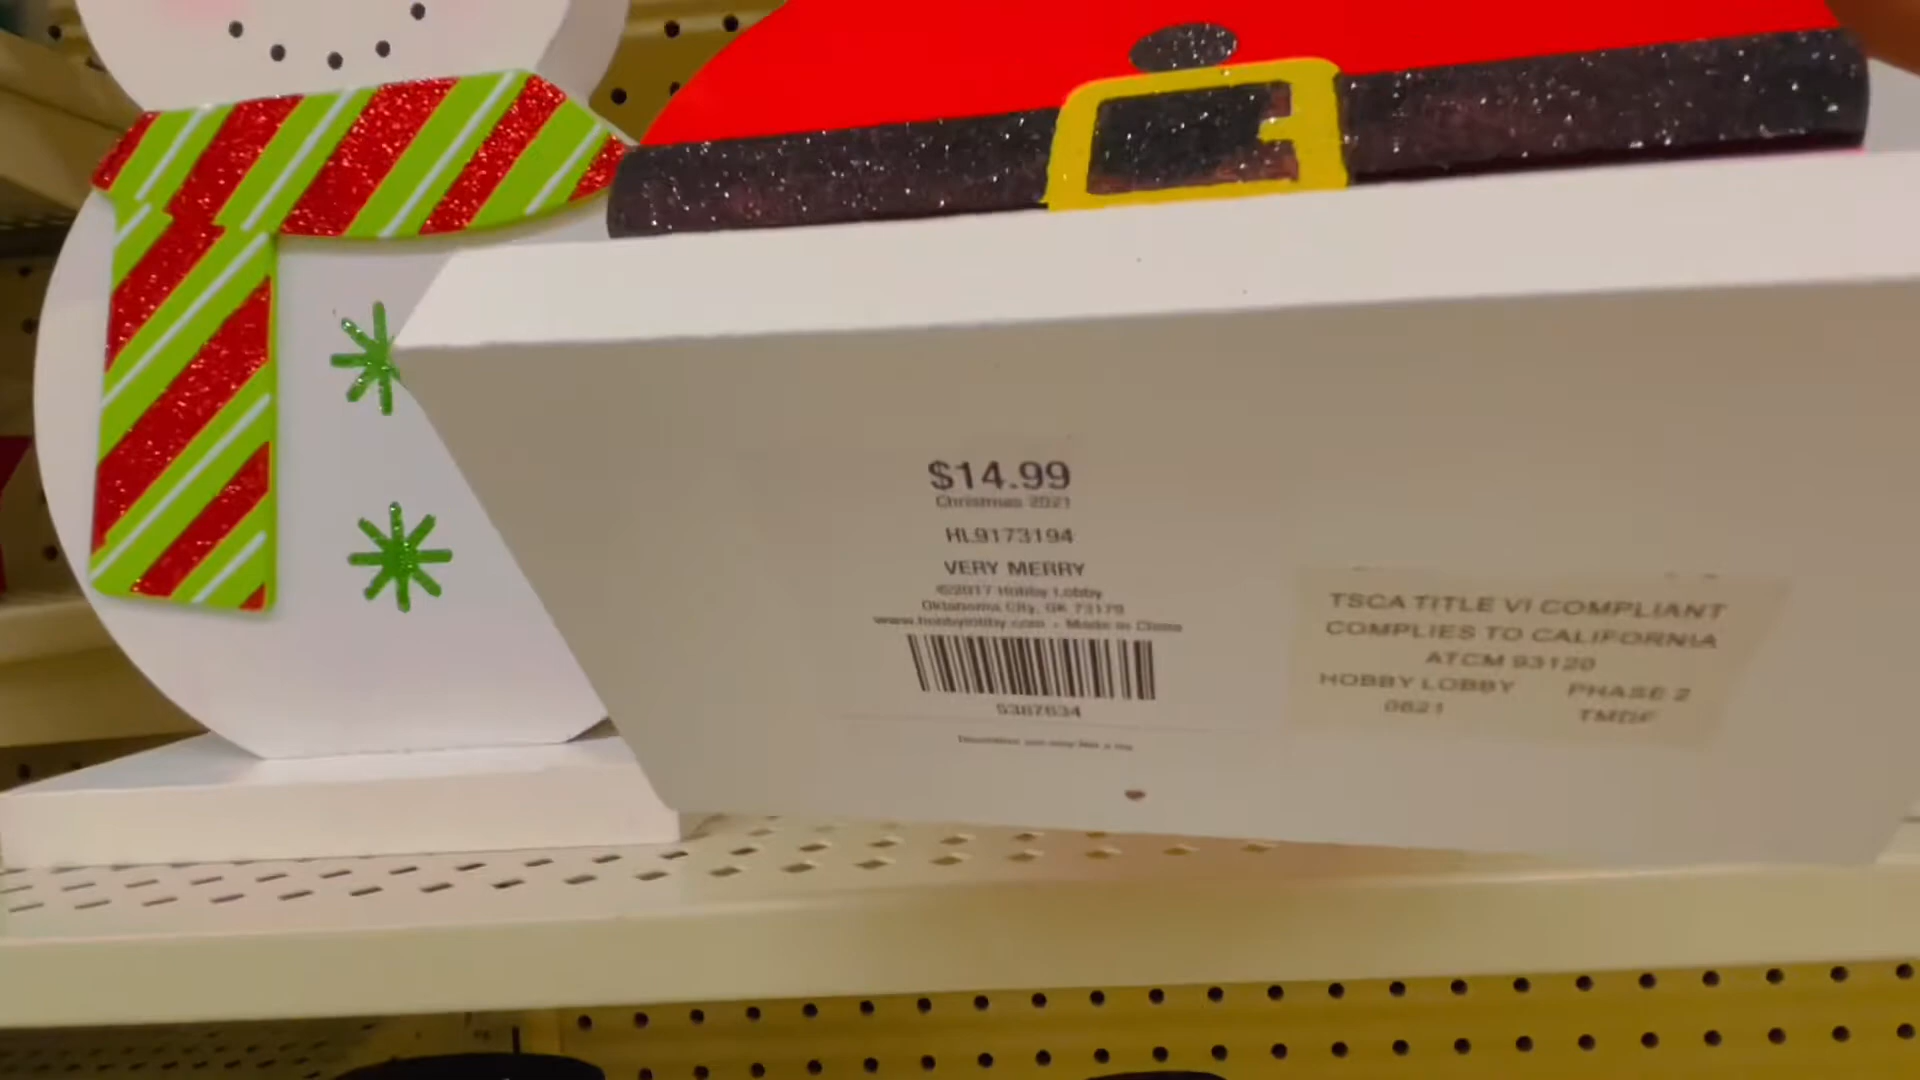 $14.99
Christmas 2021
HL9173194
VERY MERRY
©2017 Hobby Lobby
Oklahoma City, OK 73179
www.hobbylobby.com - Made in China
5387634
TSCA TITLE VI COMPLIANT
COMPLIES TO CALIFORNIA
ATCM 93120
HOBBY LOBBY PHASE 2
0621